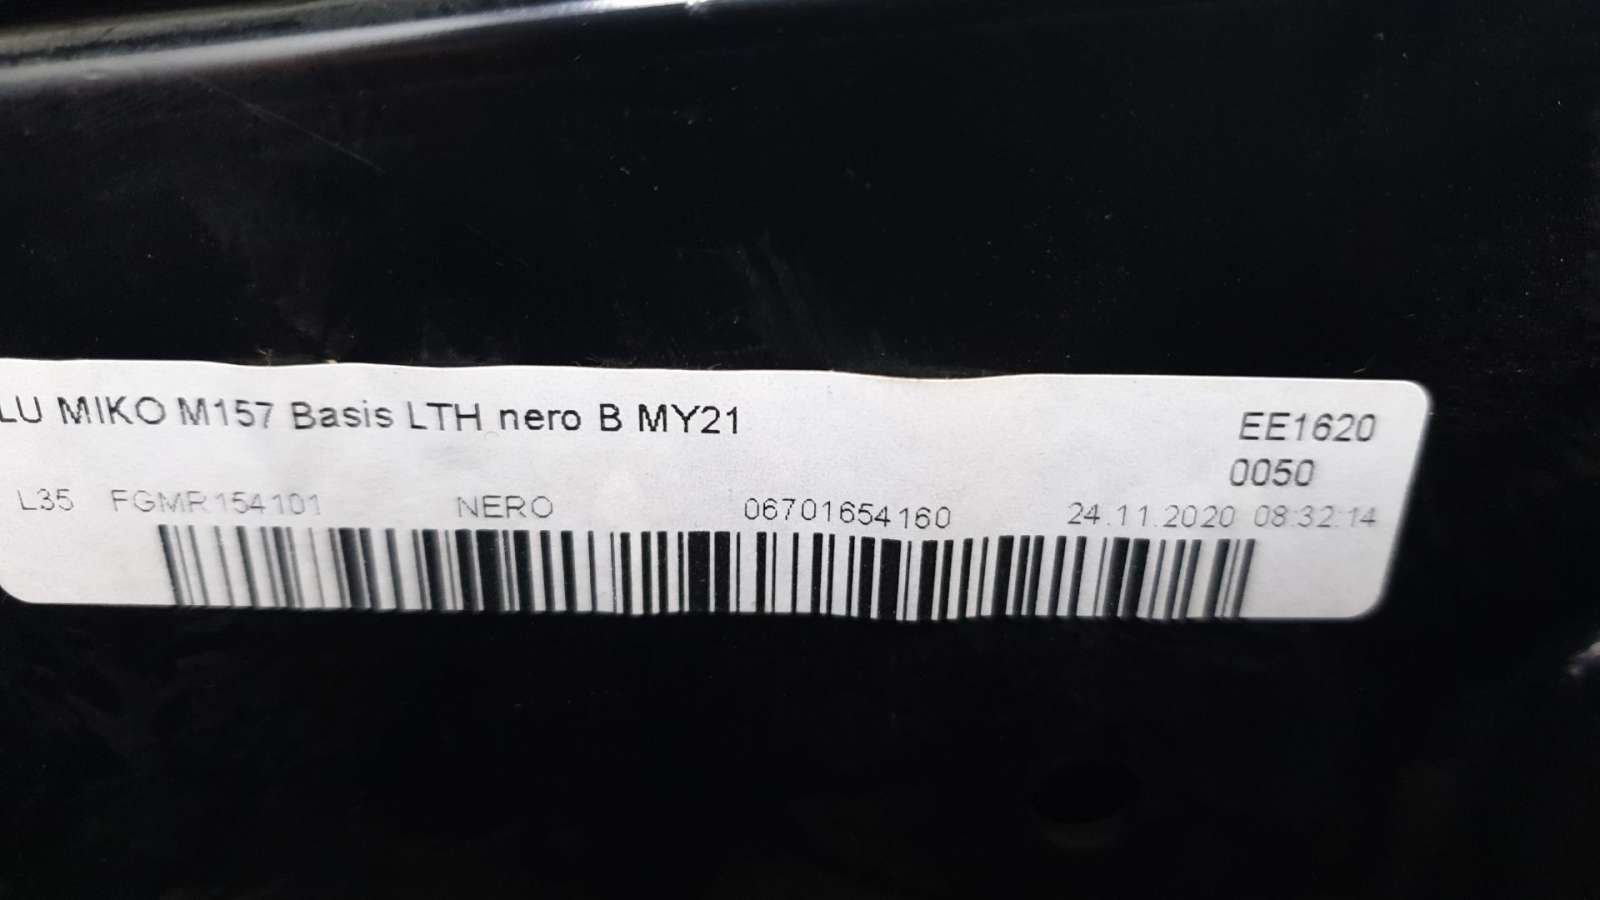 LU MIKO M157 Basis LTH nero B MY21
EE1620
0050
L35 FGMR154101 NERO 06701654160 24.11.2020 08:32:14